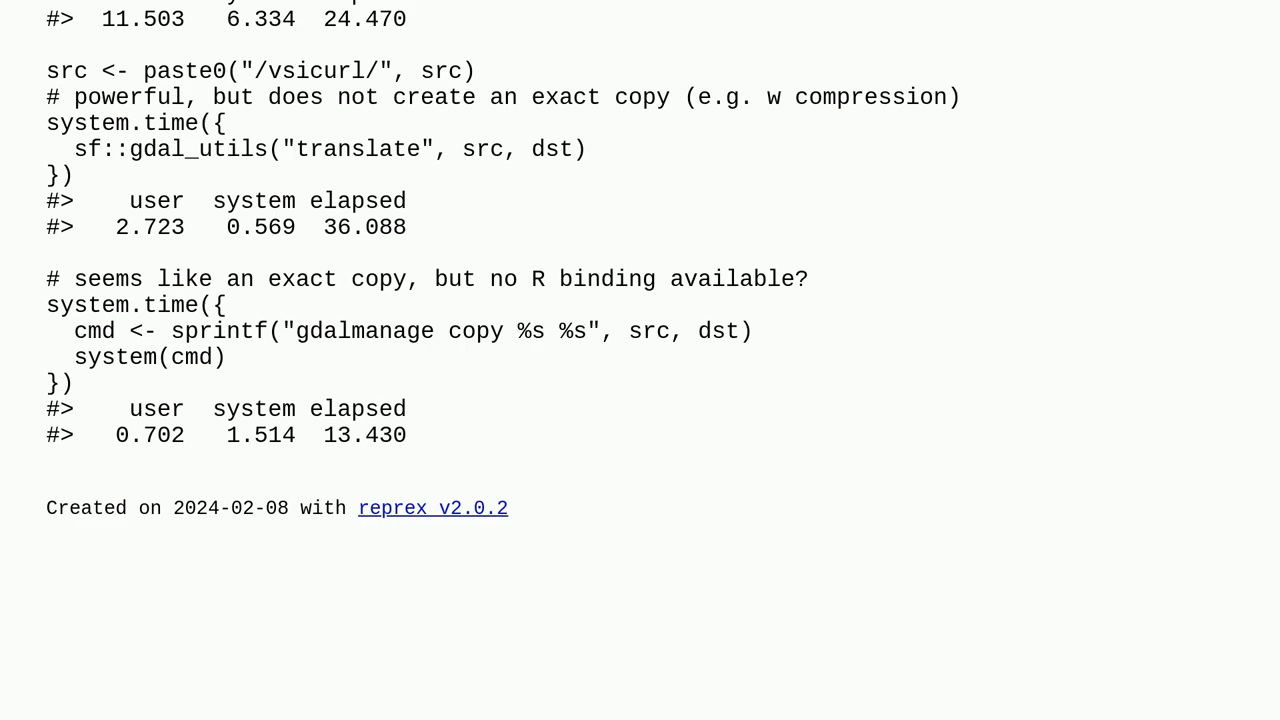 #>  11.503   6.334  24.470

src <- paste0("/vsicurl/", src)
# powerful, but does not create an exact copy (e.g. w compression)
system.time({
  sf::gdal_utils("translate", src, dst)
})
#>    user  system elapsed
#>   2.723   0.569  36.088

# seems like an exact copy, but no R binding available?
system.time({
  cmd <- sprintf("gdalmanage copy %s %s", src, dst)
  system(cmd)
})
#>    user  system elapsed
#>   0.702   1.514  13.430

Created on 2024-02-08 with reprex v2.0.2